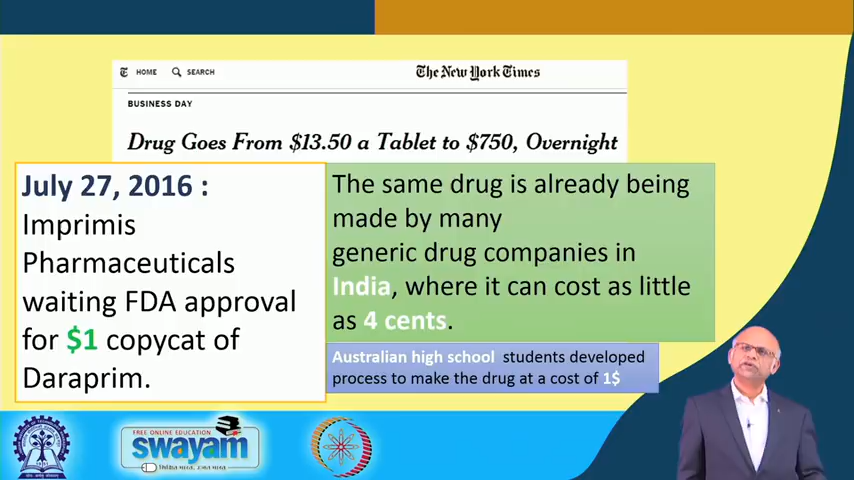 HOME
SEARCH
The New York Times
BUSINESS DAY
Drug Goes From $13.50 a Tablet to $750, Overnight
July 27, 2016 :
Imprimis
Pharmaceuticals
waiting FDA approval
for $1 copycat of
Daraprim.
The same drug is already being
made by many
generic drug companies in
India, where it can cost as little
as 4 cents.
Australian high school students developed
process to make the drug at a cost of 1$
FREE ONLINE EDUCATION
swayam